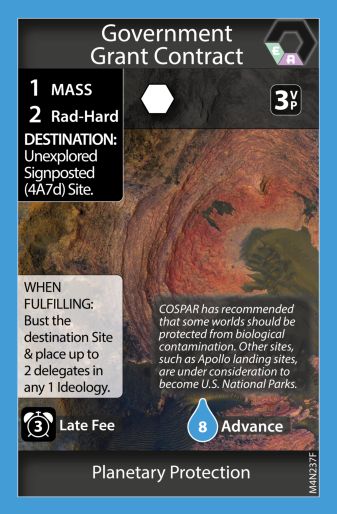 Government
Grant Contract
E A
1 MASS
2 Rad-Hard
3 VP
DESTINATION:
Unexplored
Signposted
(4A7d) Site.
WHEN
FULFILLING:
Bust the
destination Site
& place up to
2 delegates in
any 1 Ideology.
COSPAR has recommended
that some worlds should be
protected from biological
contamination. Other sites,
such as Apollo landing sites,
are under consideration to
become U.S. National Parks.
3 Late Fee
8 Advance
Planetary Protection
M4N237F